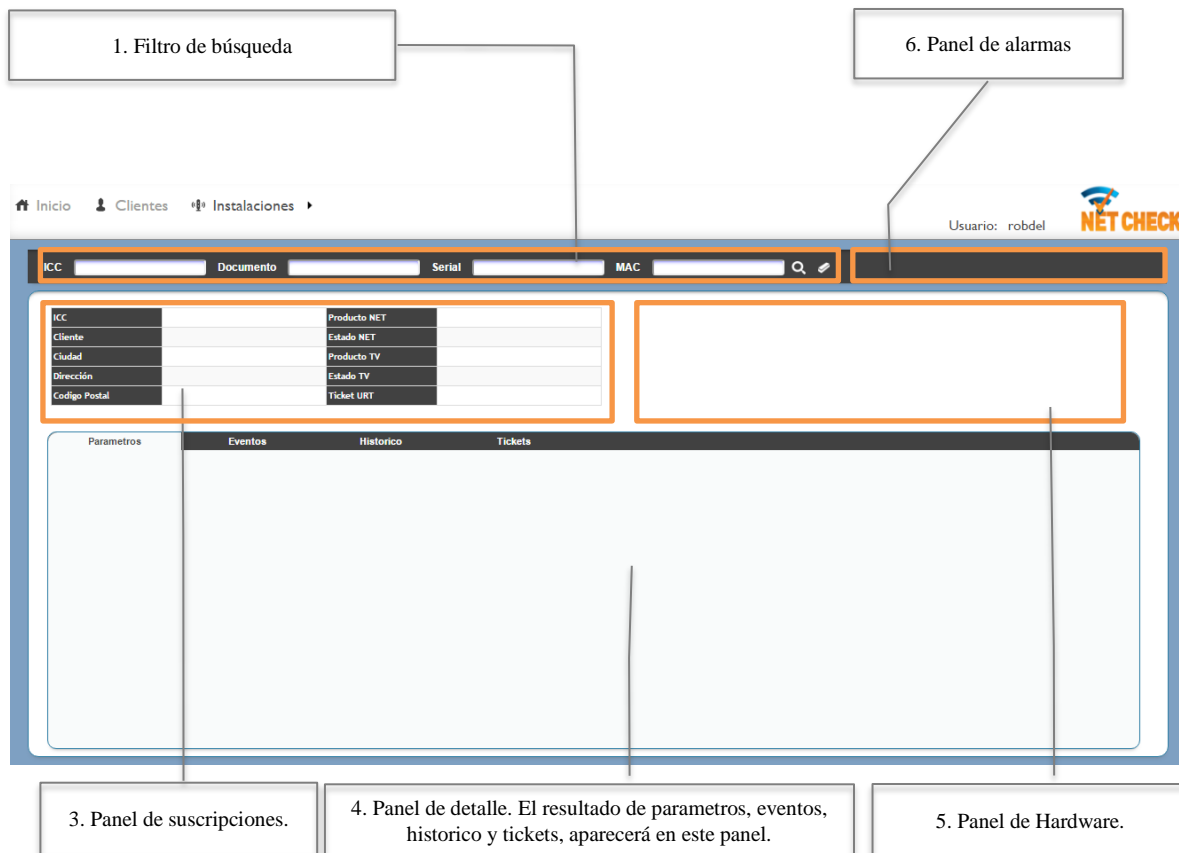 1. Filtro de búsqueda
6. Panel de alarmas
Inicio Clientes Instalaciones
Usuario: robdel
NET CHECK
ICC Documento Serial MAC
ICC Producto NET
Cliente Estado NET
Ciudad Producto TV
Dirección Estado TV
Codigo Postal Ticket URT
Parametros Eventos Historico Tickets
3. Panel de suscripciones.
4. Panel de detalle. El resultado de parametros, eventos,
historico y tickets, aparecerá en este panel.
5. Panel de Hardware.